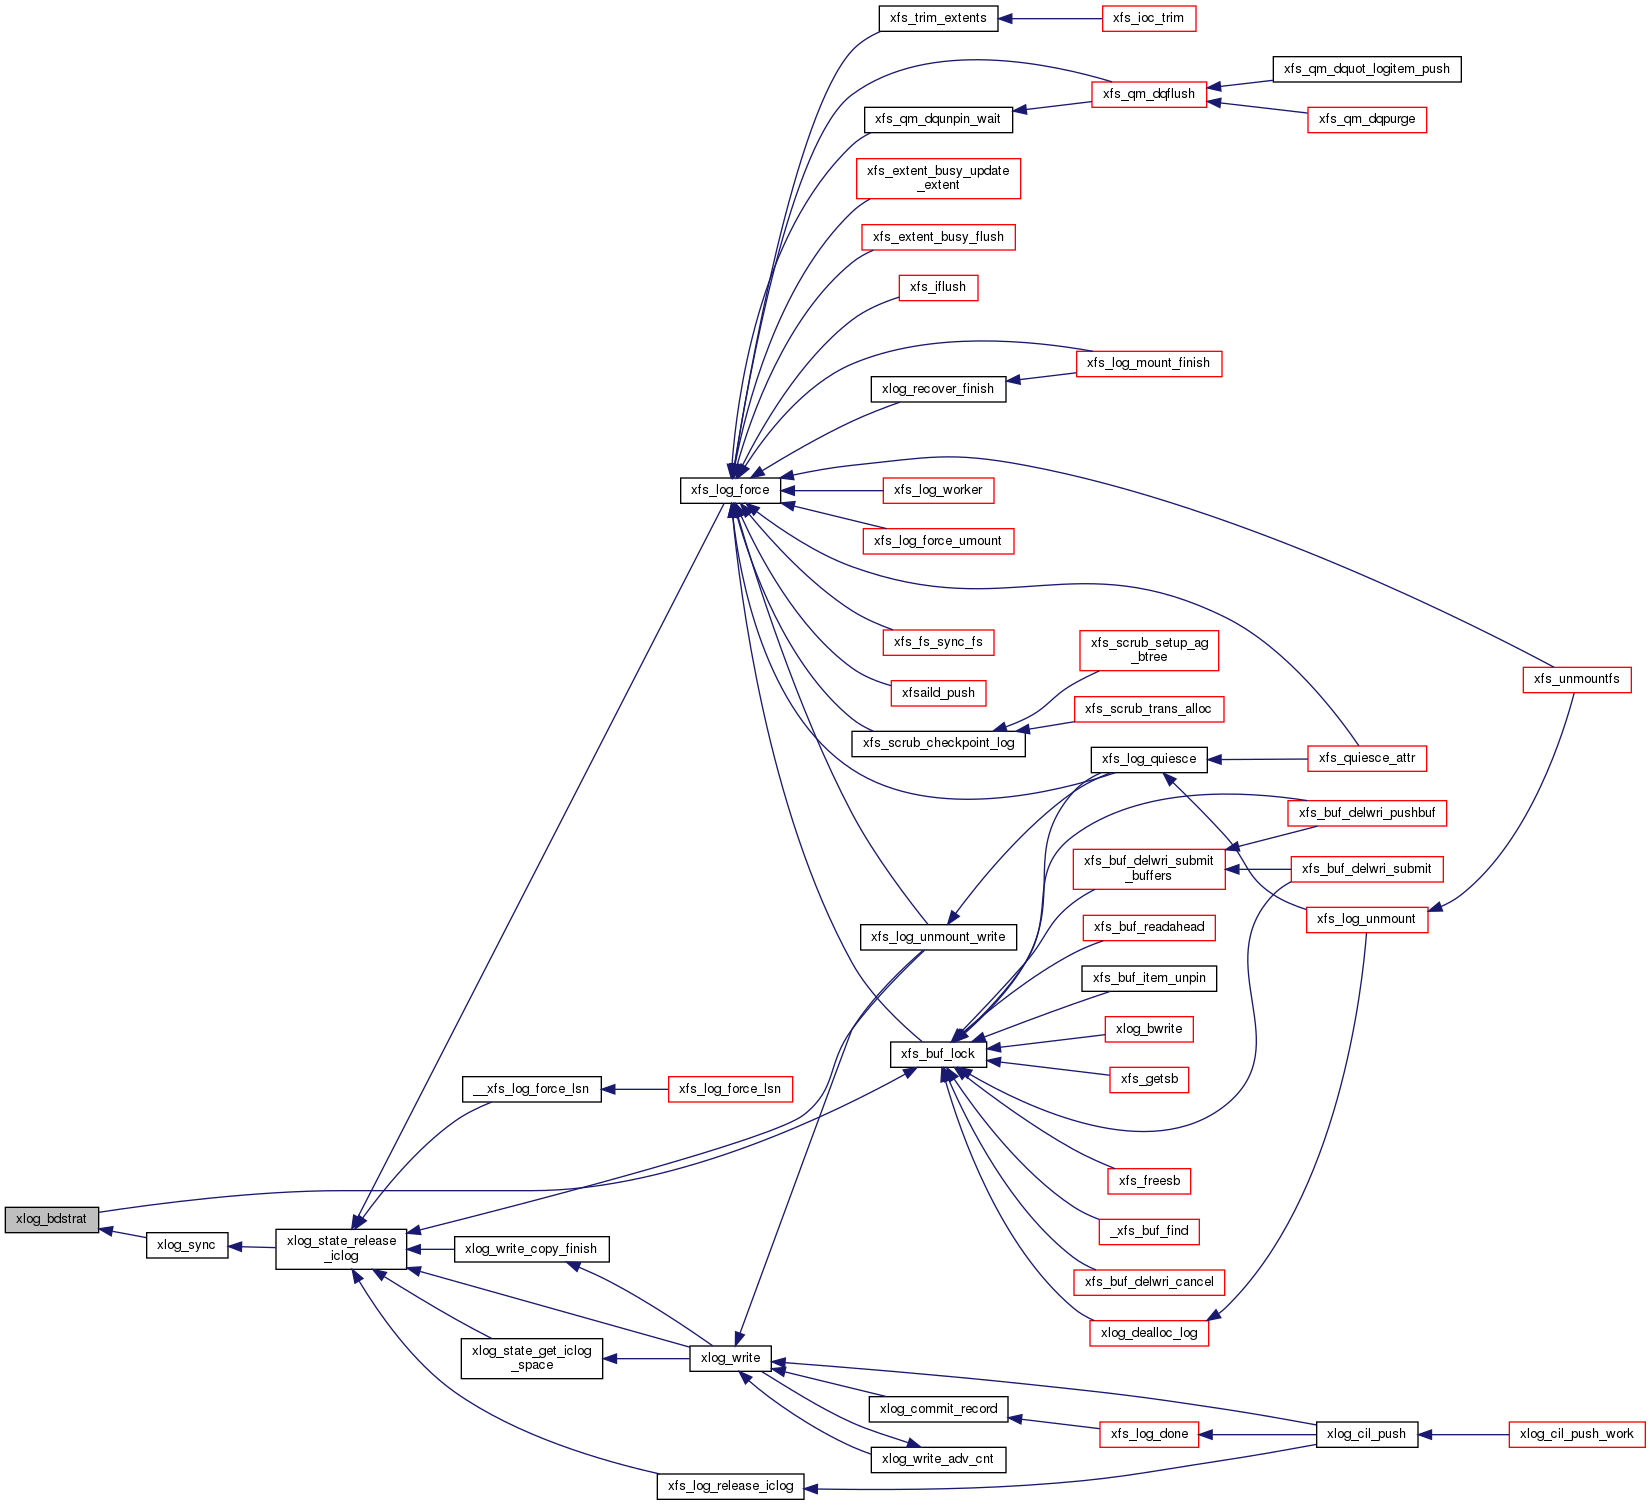 xfs_trim_extents
xfs_ioc_trim
xfs_qm_dquot_logitem_push
xfs_qm_dqflush
xfs_qm_dqunpin_wait
xfs_qm_dqpurge
xfs_extent_busy_update
_extent
xfs_extent_busy_flush
xfs_iflush
xfs_log_mount_finish
xlog_recover_finish
xfs_log_force
xfs_log_worker
xfs_log_force_umount
xfs_fs_sync_fs
xfs_scrub_setup_ag
_btree
xfs_unmountfs
xfsaild_push
xfs_scrub_trans_alloc
xfs_scrub_checkpoint_log
xfs_log_quiesce
xfs_quiesce_attr
xfs_buf_delwri_pushbuf
xfs_buf_delwri_submit
_buffers
xfs_buf_delwri_submit
xfs_log_unmount
xfs_buf_readahead
xfs_log_unmount_write
xfs_buf_item_unpin
xlog_bwrite
xfs_buf_lock
xfs_getsb
__xfs_log_force_lsn
xfs_log_force_lsn
xfs_freesb
xlog_bdstrat
_xfs_buf_find
xlog_sync
xlog_state_release
_iclog
xlog_write_copy_finish
xfs_buf_delwri_cancel
xlog_dealloc_log
xlog_state_get_iclog
_space
xlog_write
xlog_commit_record
xfs_log_done
xlog_cil_push
xlog_cil_push_work
xlog_write_adv_cnt
xfs_log_release_iclog